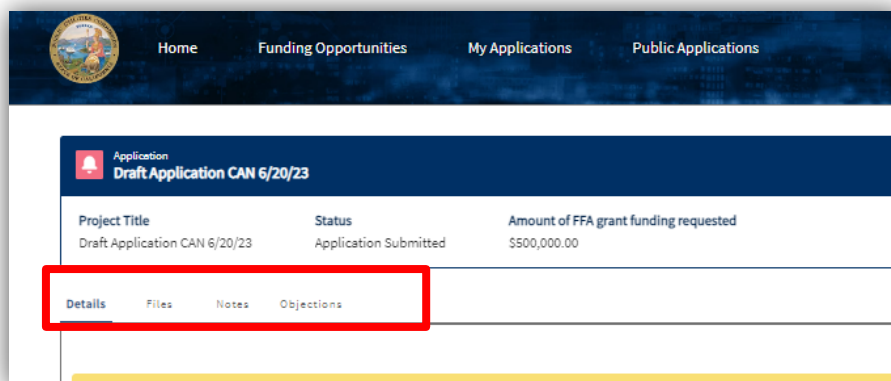 Home Funding Opportunities My Applications Public Applications
Application
Draft Application CAN 6/20/23
Project Title Status Amount of FFA grant funding requested
Draft Application CAN 6/20/23 Application Submitted $500,000.00
Details Files Notes Objections